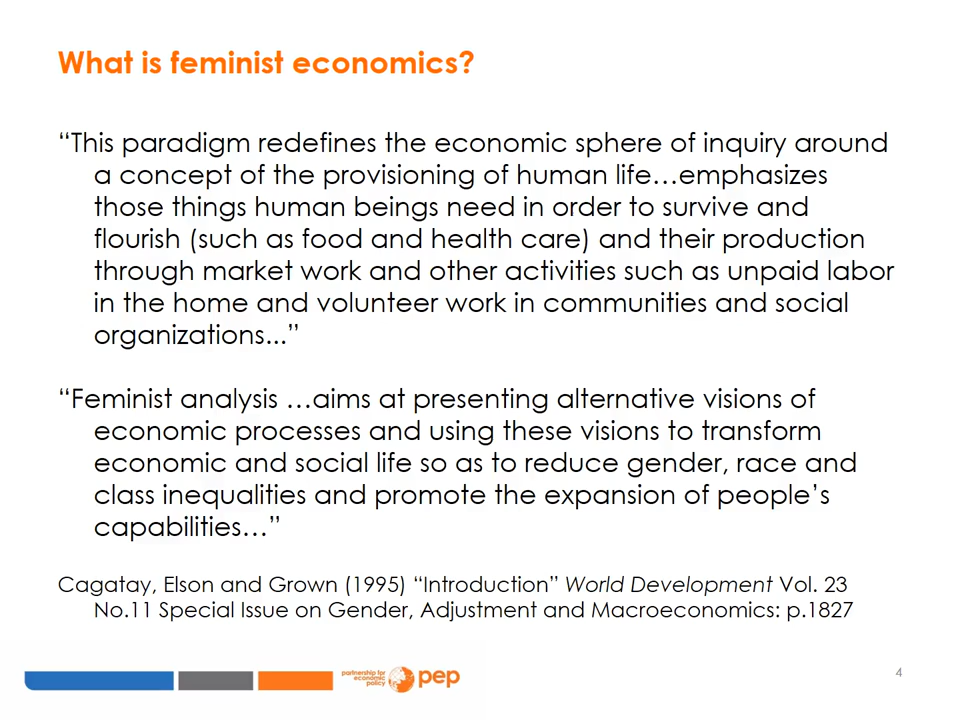 What is feminist economics?
“This paradigm redefines the economic sphere of inquiry around
a concept of the provisioning of human life…emphasizes
those things human beings need in order to survive and
flourish (such as food and health care) and their production
through market work and other activities such as unpaid labor
in the home and volunteer work in communities and social
organizations...”
“Feminist analysis …aims at presenting alternative visions of
economic processes and using these visions to transform
economic and social life so as to reduce gender, race and
class inequalities and promote the expansion of people’s
capabilities…”
Cagatay, Elson and Grown (1995) “Introduction” World Development Vol. 23
No.11 Special Issue on Gender, Adjustment and Macroeconomics: p.1827
partnership for
economic
policy
pep
4